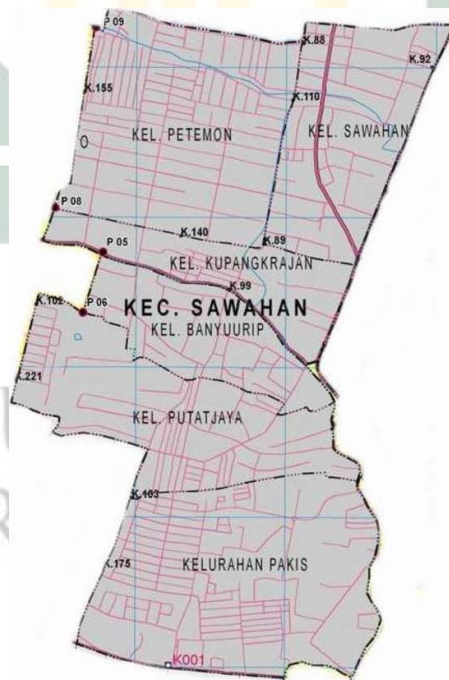 P 09
K.88
K.92
K.155
K.110
KEL. PETEMON
KEL. SAWAHAN
P 08
K.140
K.89
P 05
KEL. KUPANGKRAJAN
K.99
K.102
P 06
KEC. SAWAHAN
KEL. BANYUURIP
K.221
KEL. PUTATJAYA
K.103
K.175
KELURAHAN PAKIS
K001